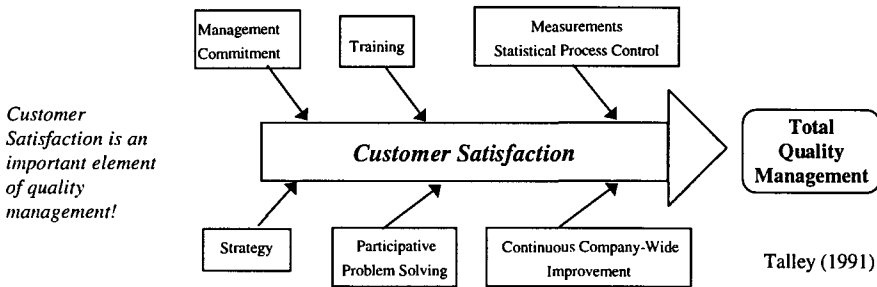 Management
Commitment
Training
Measurements
Statistical Process Control
Customer
Satisfaction is an
important element
of quality
management!
Customer Satisfaction
Total
Quality
Management
Strategy
Participative
Problem Solving
Continuous Company-Wide
Improvement
Talley (1991)